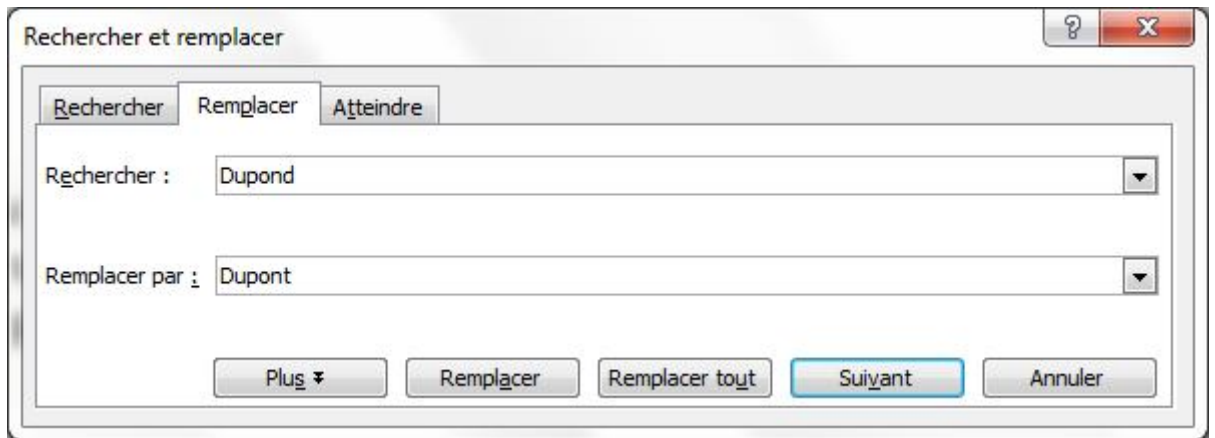 Rechercher et remplacer
Rechercher Remplacer Atteindre
Rechercher : Dupond
Remplacer par : Dupont
Plus Remplacer Remplacer tout Suivant Annuler